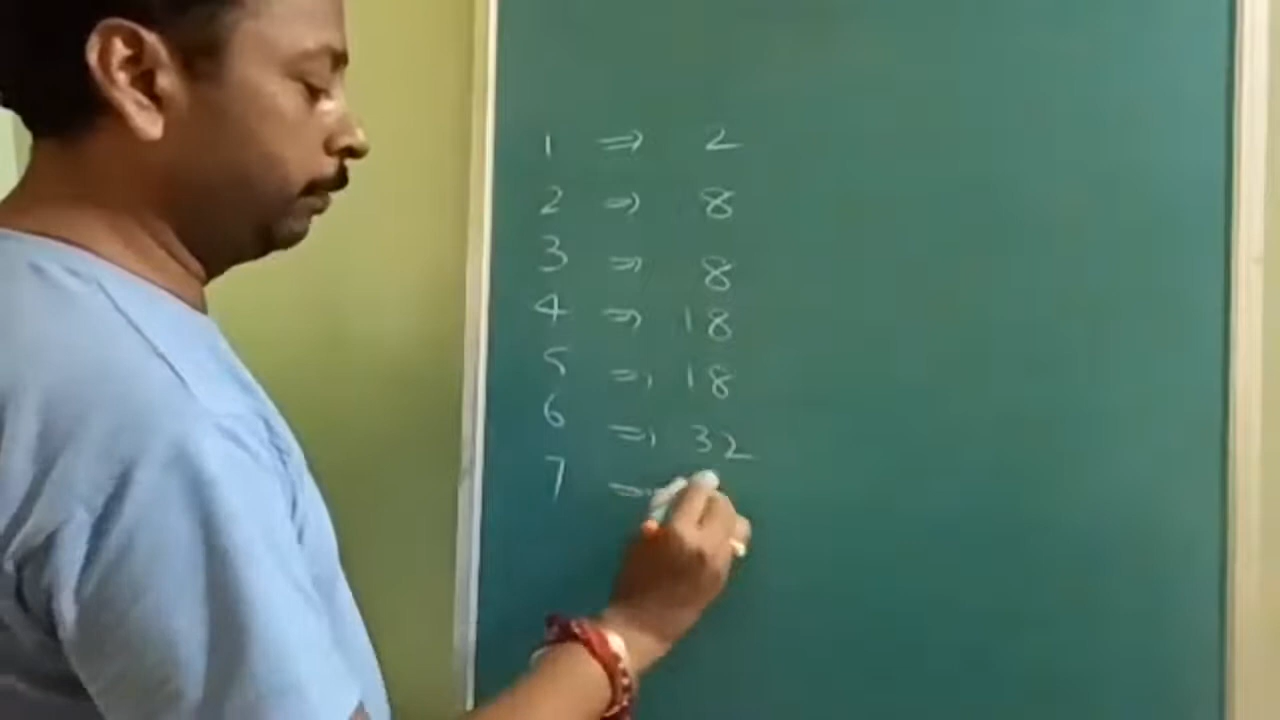 1 ⇒ 2
2 ⇒ 8
3 ⇒ 8
4 ⇒ 18
5 ⇒ 18
6 ⇒ 32
7 ⇒